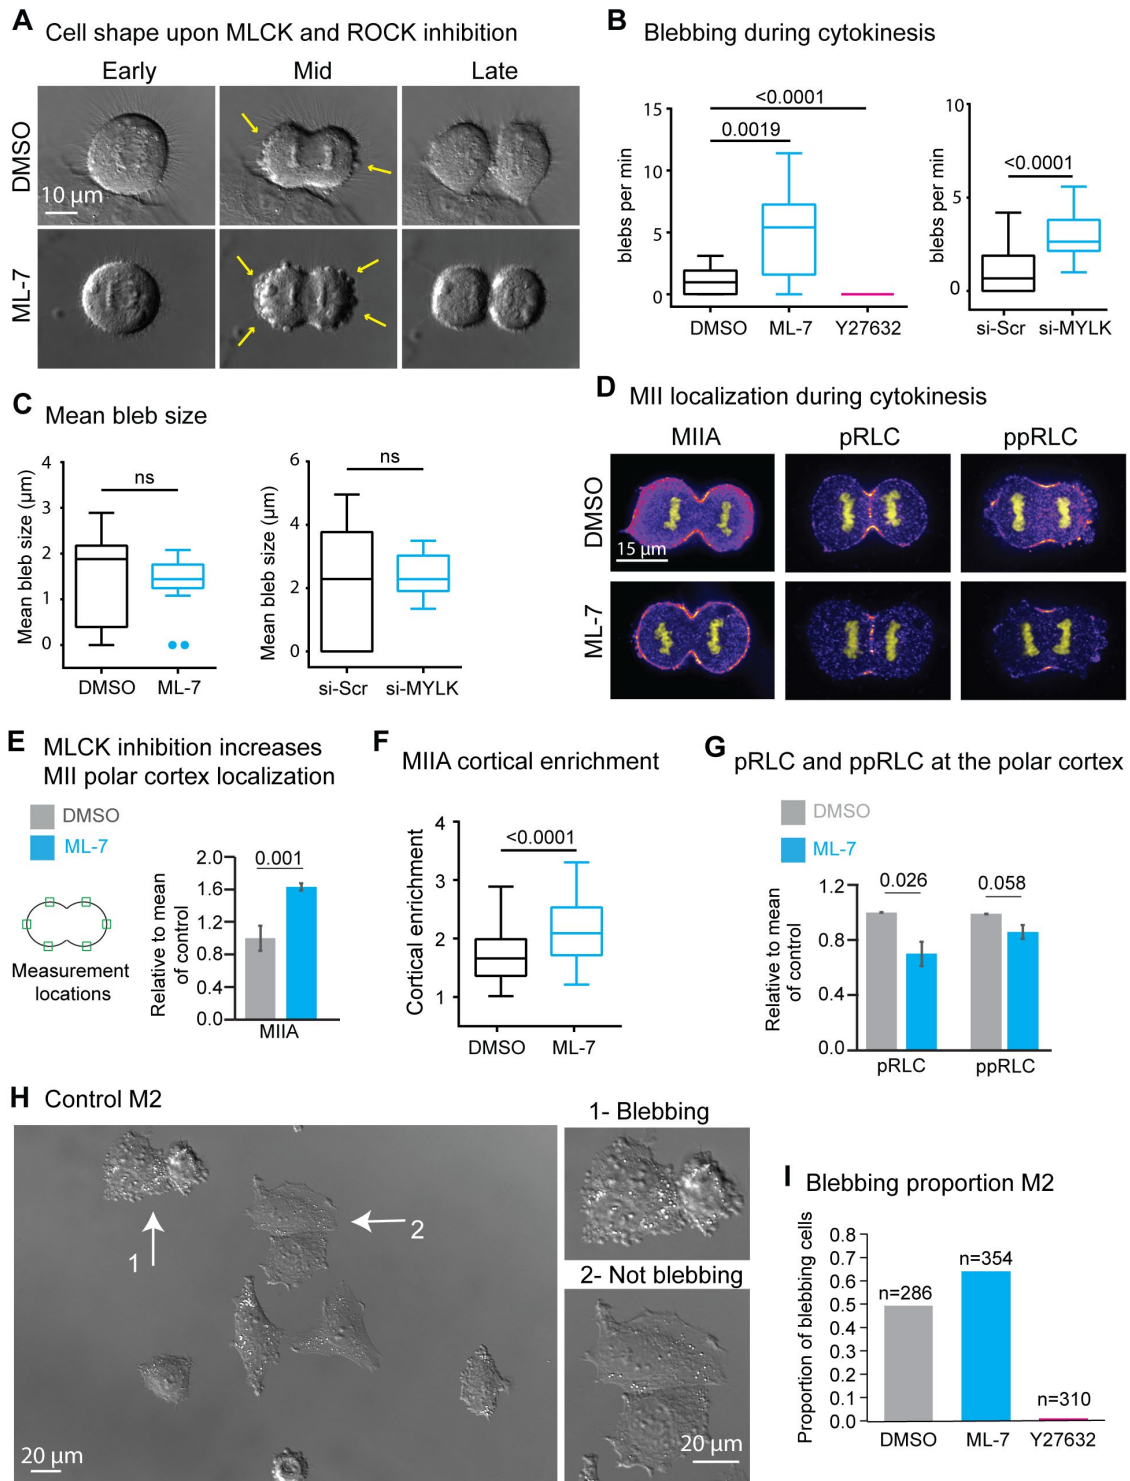 A Cell shape upon MLCK and ROCK inhibition
Early Mid Late
DMSO
10 μm
ML-7
B Blebbing during cytokinesis
blebs per min
15
10
5
0
<0.0001
0.0019
DMSO ML-7 Y27632
blebs per min
10
5
0
<0.0001
si-Scr si-MYLK
C Mean bleb size
Mean bleb size (μm)
4
3
2
1
0
ns
DMSO ML-7
Mean bleb size (μm)
6
4
2
0
ns
si-Scr si-MYLK
D MII localization during cytokinesis
MIIA pRLC ppRLC
DMSO
15 μm
ML-7
E MLCK inhibition increases
MII polar cortex localization
DMSO
ML-7
Measurement
locations
Relative to mean
of control
2.0
1.6
1.2
0.8
0.4
0.0
0.001
MIIA
F MIIA cortical enrichment
Cortical enrichment
4
3
2
1
<0.0001
DMSO ML-7
G pRLC and ppRLC at the polar cortex
DMSO
ML-7
Relative to mean
of control
1.2
0.8
0.4
0.0
0.026
0.058
pRLC ppRLC
H Control M2
1
2
20 μm
1- Blebbing
2- Not blebbing
20 μm
I Blebbing proportion M2
Proportion of blebbing cells
0.8
0.7
0.6
0.5
0.4
0.3
0.2
0.1
0.0
n=286
n=354
n=310
DMSO ML-7 Y27632